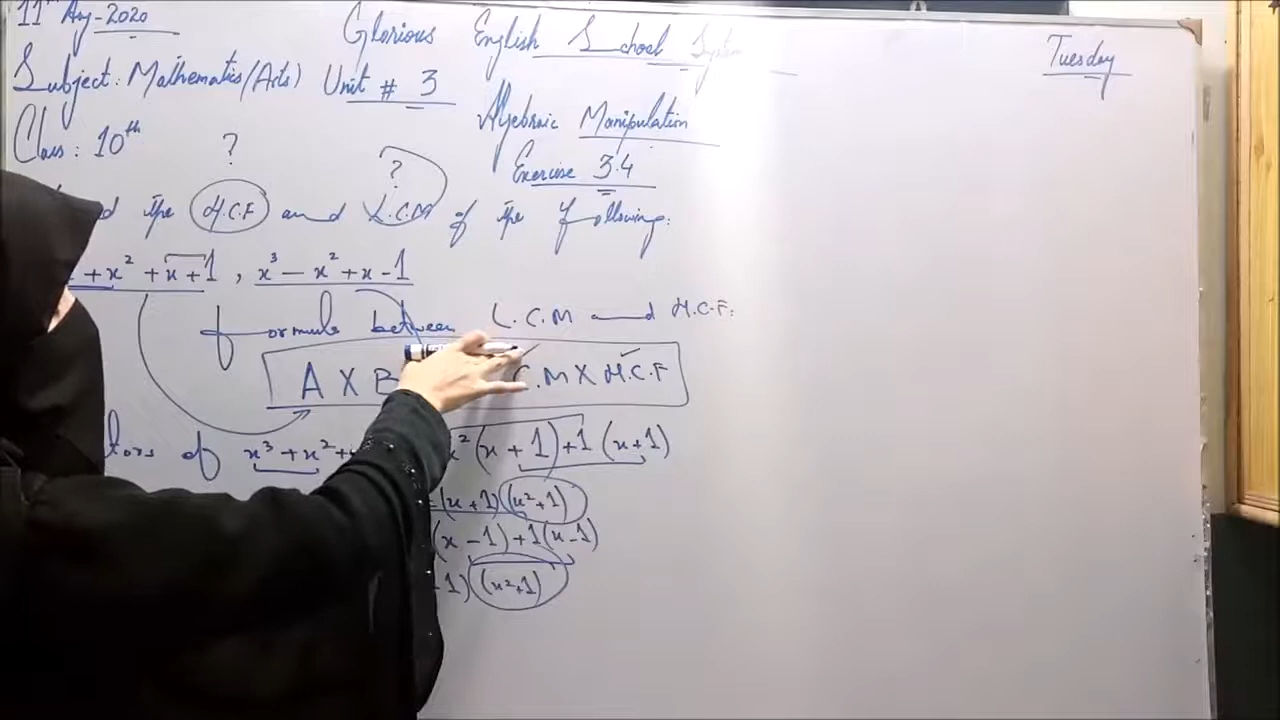 11th Aug-2020 Glorious English School System Tuesday
Subject: Mathematics/(Arts) Unit # 3
Algebraic Manipulation
Class: 10th ?
? Exercise 3.4
the H.C.F and L.C.M of the following:
+x² + x + 1 , x³ - x² + x - 1
formula between L.C.M and H.C.F:
A X B C.M X H.C.F
tors of x³ + x² + x²(x + 1) + 1 (x+1)
=(x+1) (x²+1)
(x - 1) + 1(x-1)
1) (x²+1)